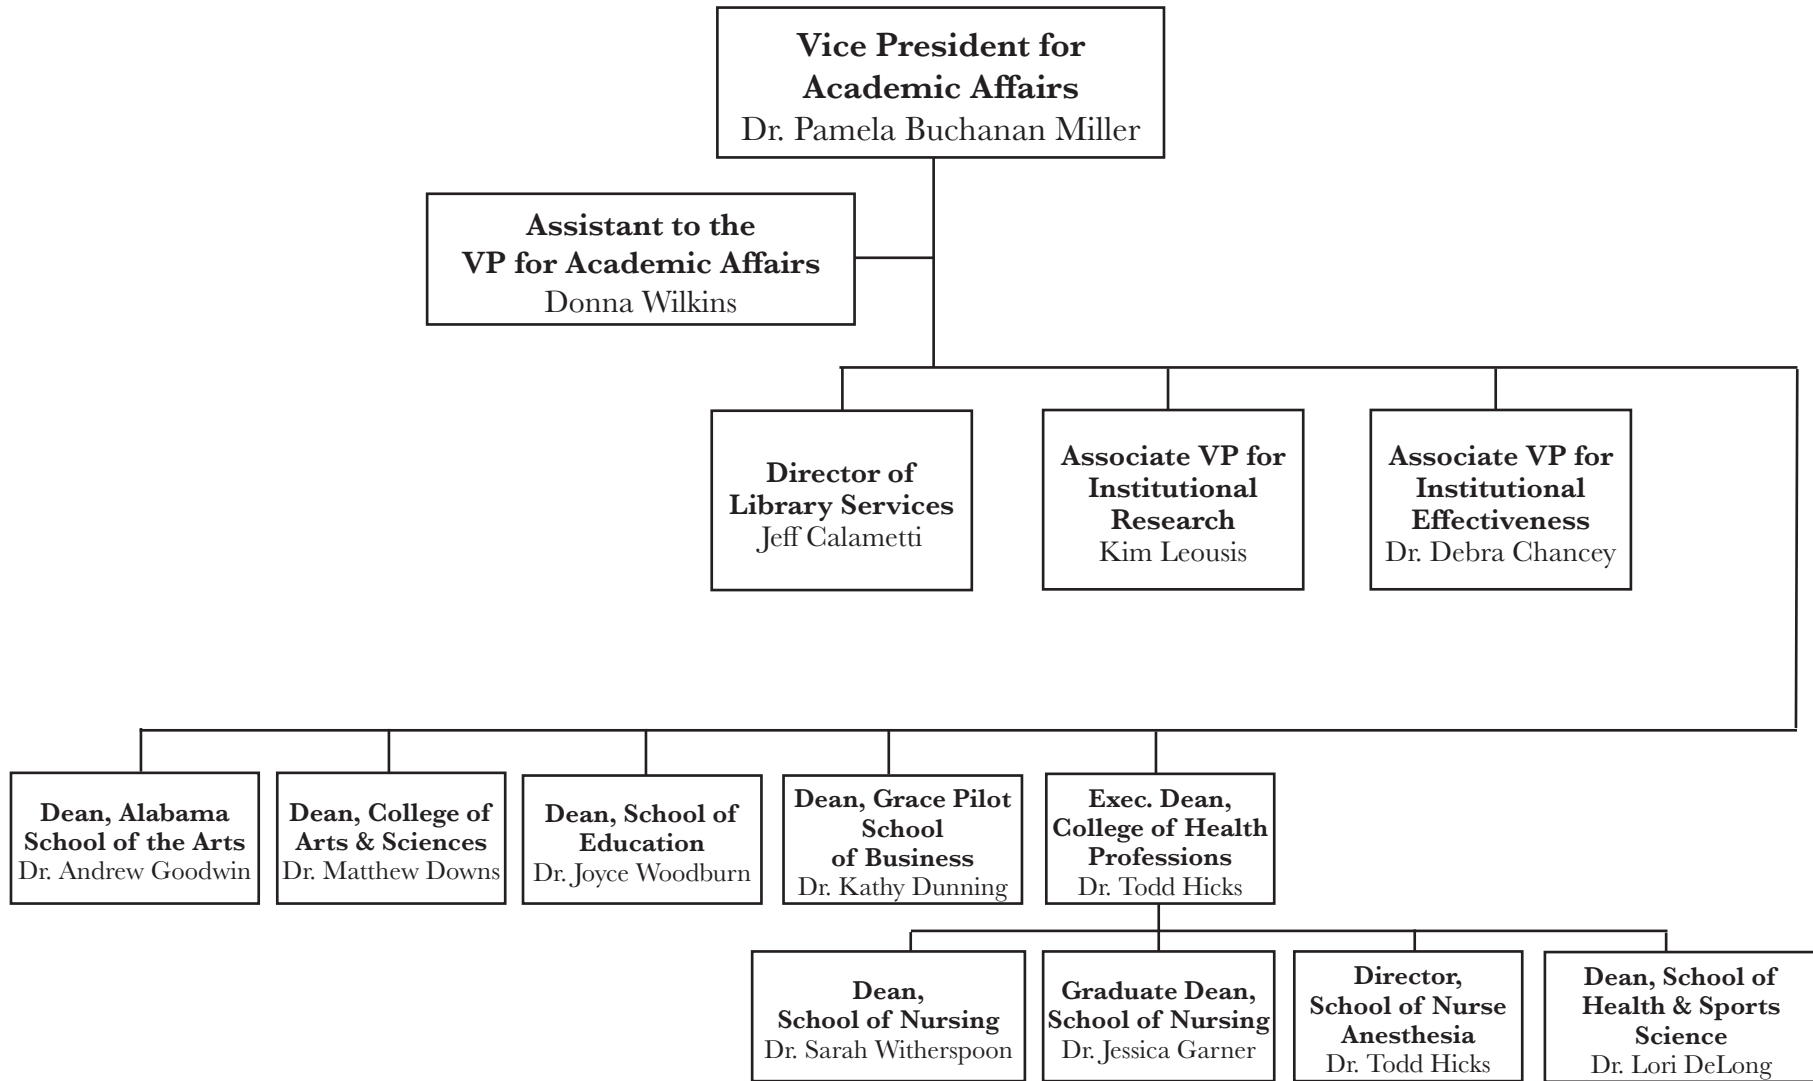 Vice President for
Academic Affairs
Dr. Pamela Buchanan Miller
Assistant to the
VP for Academic Affairs
Donna Wilkins
Director of
Library Services
Jeff Calametti
Associate VP for
Institutional
Research
Kim Leousis
Associate VP for
Institutional
Effectiveness
Dr. Debra Chancey
Dean, Alabama
School of the Arts
Dr. Andrew Goodwin
Dean, College of
Arts & Sciences
Dr. Matthew Downs
Dean, School of
Education
Dr. Joyce Woodburn
Dean, Grace Pilot
School
of Business
Dr. Kathy Dunning
Exec. Dean,
College of Health
Professions
Dr. Todd Hicks
Dean,
School of Nursing
Dr. Sarah Witherspoon
Graduate Dean,
School of Nursing
Dr. Jessica Garner
Director,
School of Nurse
Anesthesia
Dr. Todd Hicks
Dean, School of
Health & Sports
Science
Dr. Lori DeLong